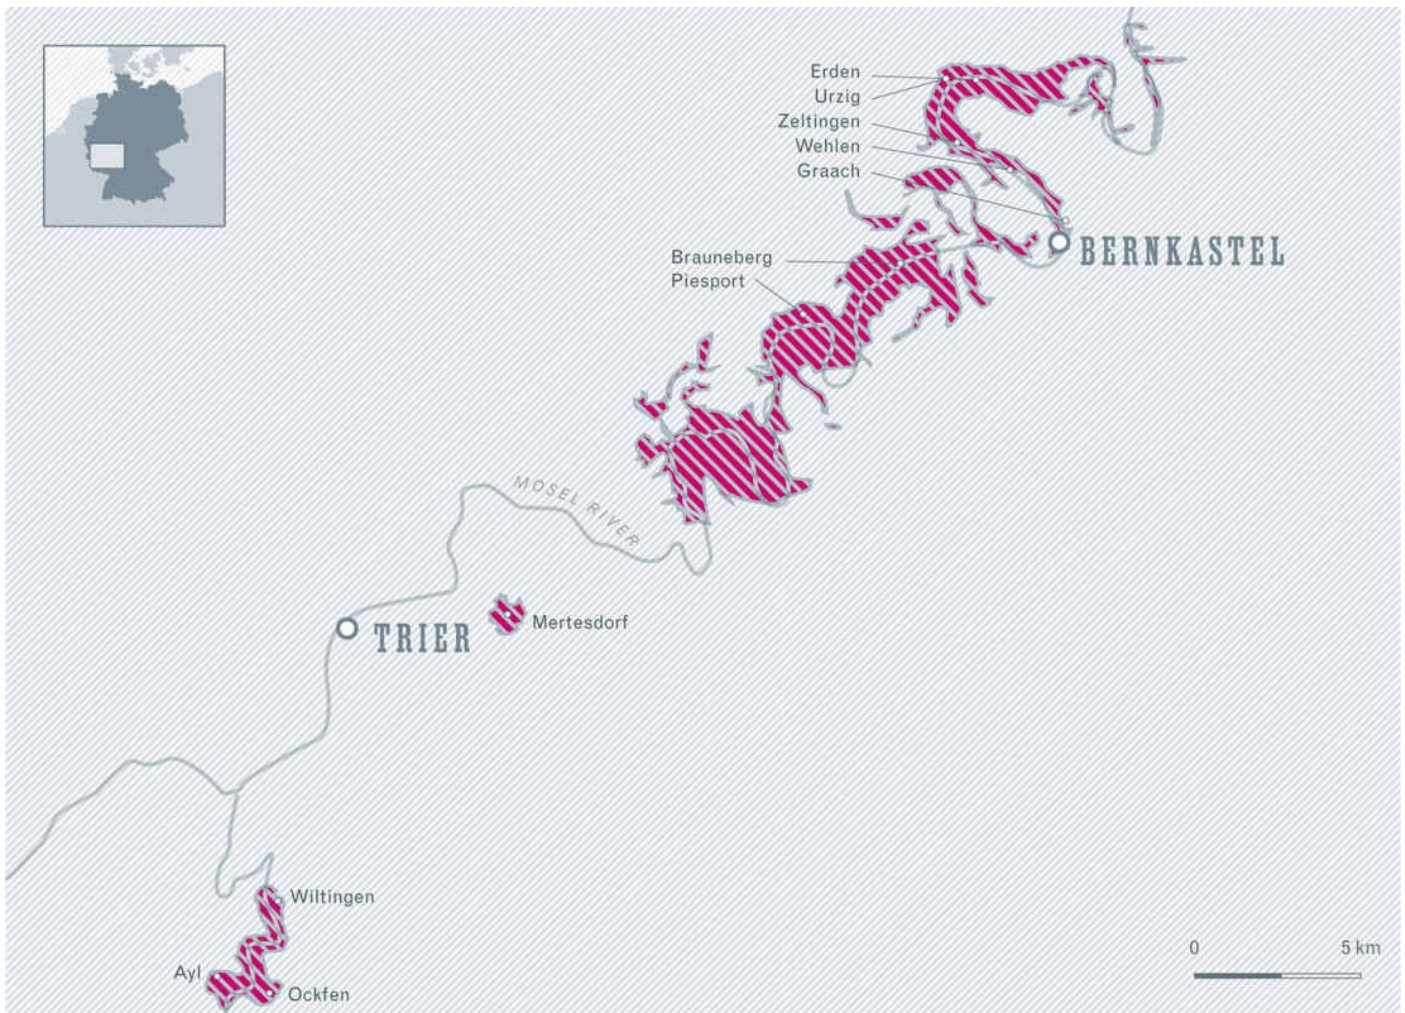 Erden
Urzig
Zeltingen
Wehlen
Graach
BERNKASTEL
Brauneberg
Piesport
MOSEL RIVER
Mertesdorf
TRIER
Wiltingen
Ayl
Ockfen
0 5 km